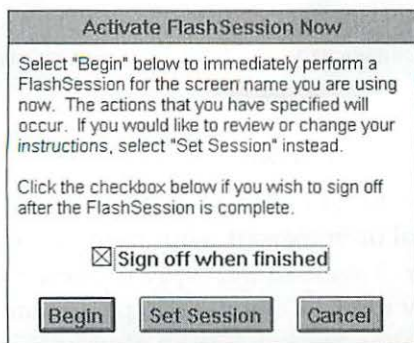 Activate FlashSession Now
Select "Begin" below to immediately perform a
FlashSession for the screen name you are using
now. The actions that you have specified will
occur. If you would like to review or change your
instructions, select "Set Session" instead.
Click the checkbox below if you wish to sign off
after the FlashSession is complete.
Sign off when finished
Begin Set Session Cancel